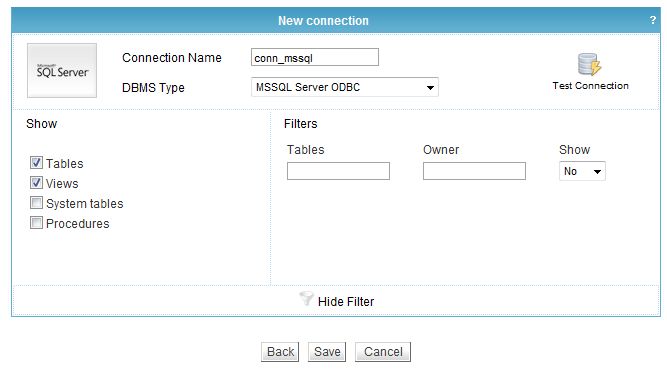 New connection
?
Microsoft
SQL Server
Connection Name
conn_mssql
DBMS Type
MSSQL Server ODBC
Test Connection
Show
Tables
Views
System tables
Procedures
Filters
Tables
Owner
Show
No
Hide Filter
Back
Save
Cancel